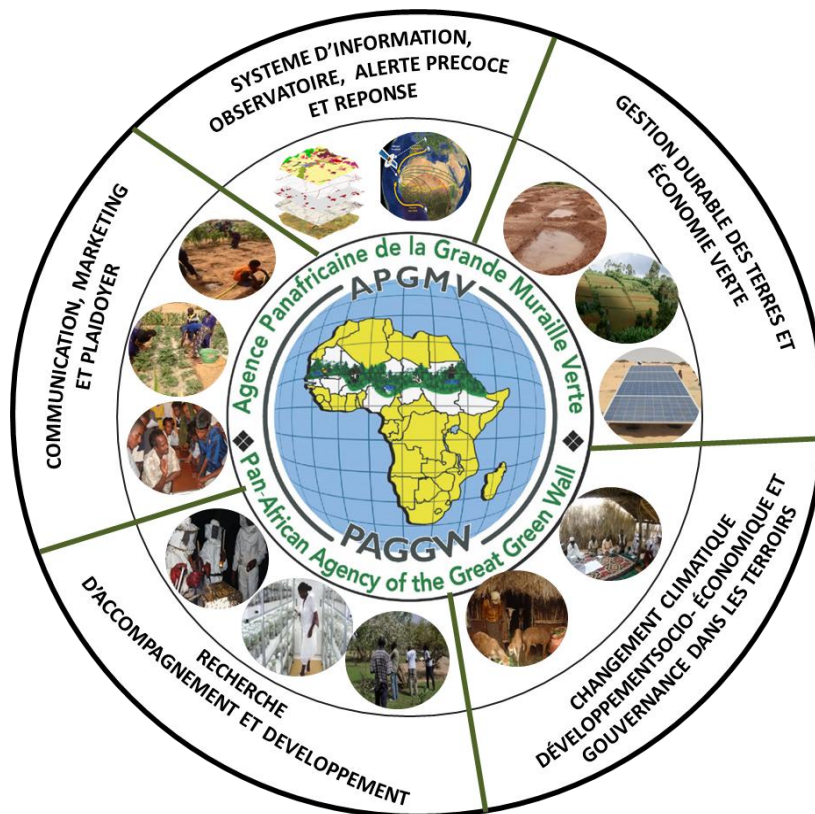 SYSTEME D'INFORMATION,
OBSERVATOIRE, ALERTE PRECOCE
ET REPONSE
GESTION DURABLE DES TERRES ET
ÉCONOMIE VERTE
CHANGEMENT CLIMATIQUE
DÉVELOPPEMENTSOCIO- ÉCONOMIQUE ET
GOUVERNANCE DANS LES TERROIRS
RECHERCHE
D'ACCOMPAGNEMENT ET DEVELOPPEMENT
COMMUNICATION, MARKETING
ET PLAIDOYER
Agence Panafricaine de la Grande Muraille Verte
APGMV
PAGGW
Pan-African Agency of the Great Green Wall